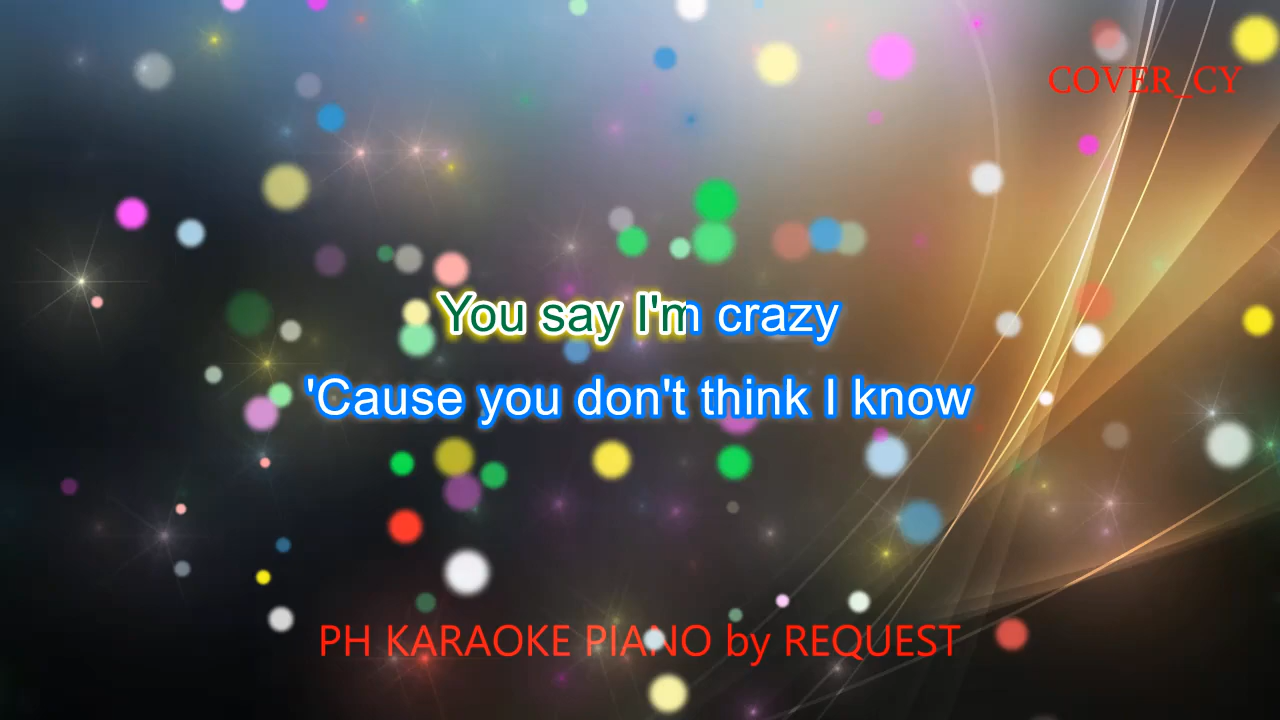 COVER_CY
You say I'm crazy
'Cause you don't think I know
PH KARAOKE PIANO by REQUEST